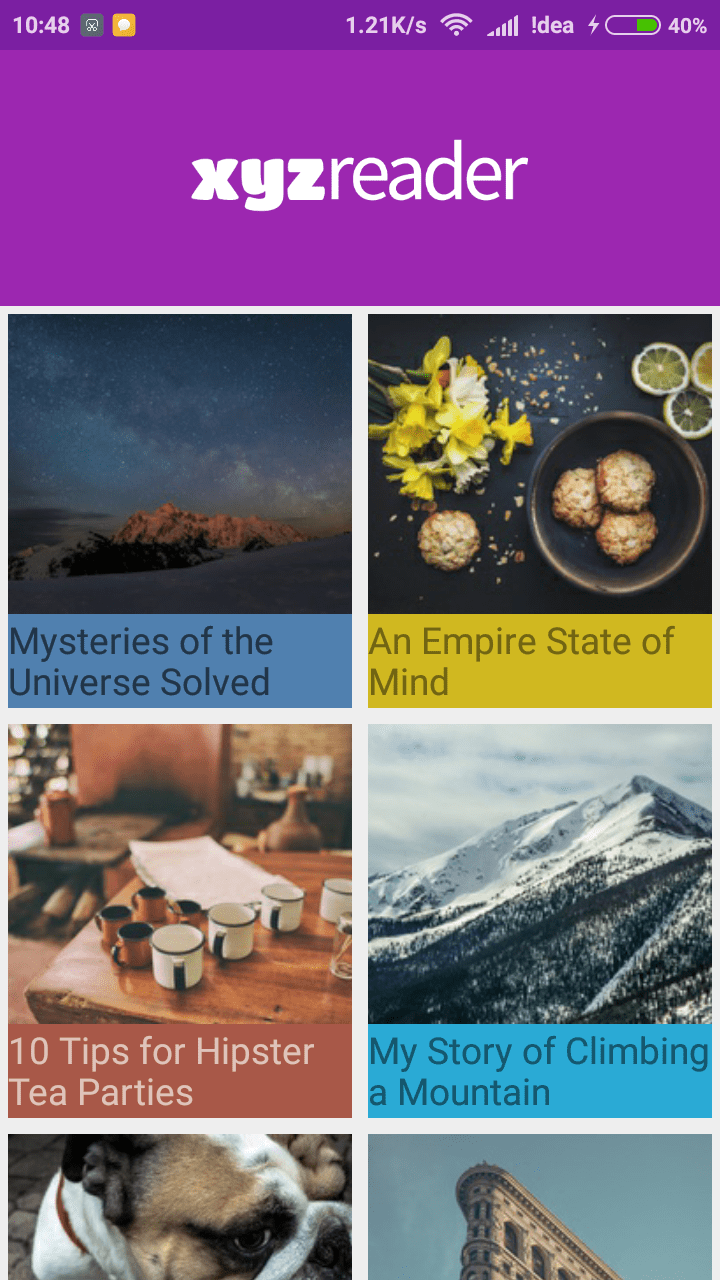 10:48 1.21K/s !dea 40%
xyzreader
Mysteries of the
Universe Solved
An Empire State of
Mind
10 Tips for Hipster
Tea Parties
My Story of Climbing
a Mountain